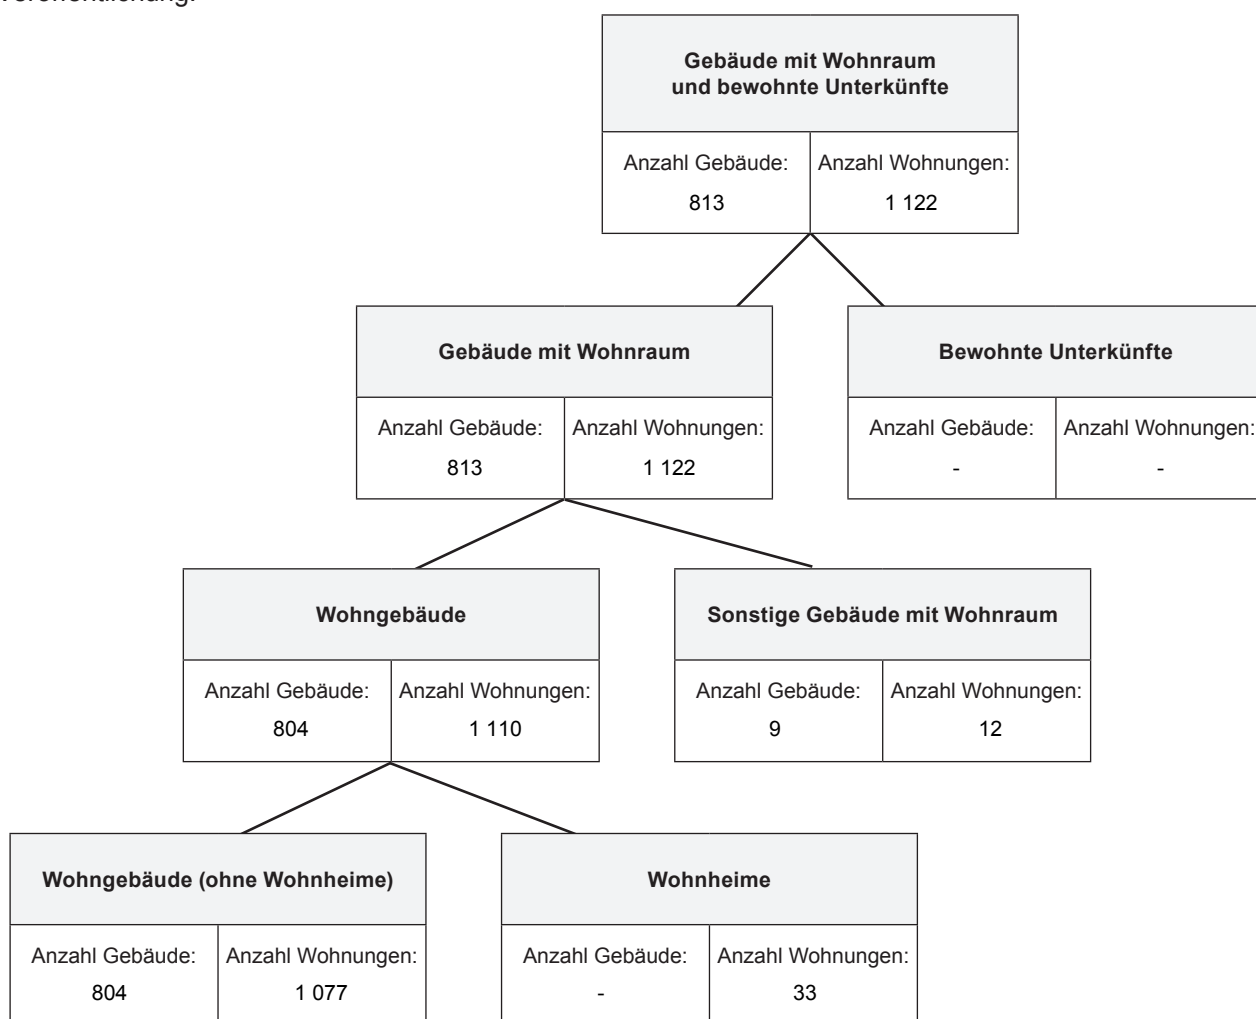 Veröffentlichung.
Gebäude mit Wohnraum
und bewohnte Unterkünfte
Anzahl Gebäude: Anzahl Wohnungen:
813 1 122
Gebäude mit Wohnraum
Anzahl Gebäude: Anzahl Wohnungen:
813 1 122
Bewohnte Unterkünfte
Anzahl Gebäude: Anzahl Wohnungen:
- -
Wohngebäude
Anzahl Gebäude: Anzahl Wohnungen:
804 1 110
Sonstige Gebäude mit Wohnraum
Anzahl Gebäude: Anzahl Wohnungen:
9 12
Wohngebäude (ohne Wohnheime)
Anzahl Gebäude: Anzahl Wohnungen:
804 1 077
Wohnheime
Anzahl Gebäude: Anzahl Wohnungen:
- 33